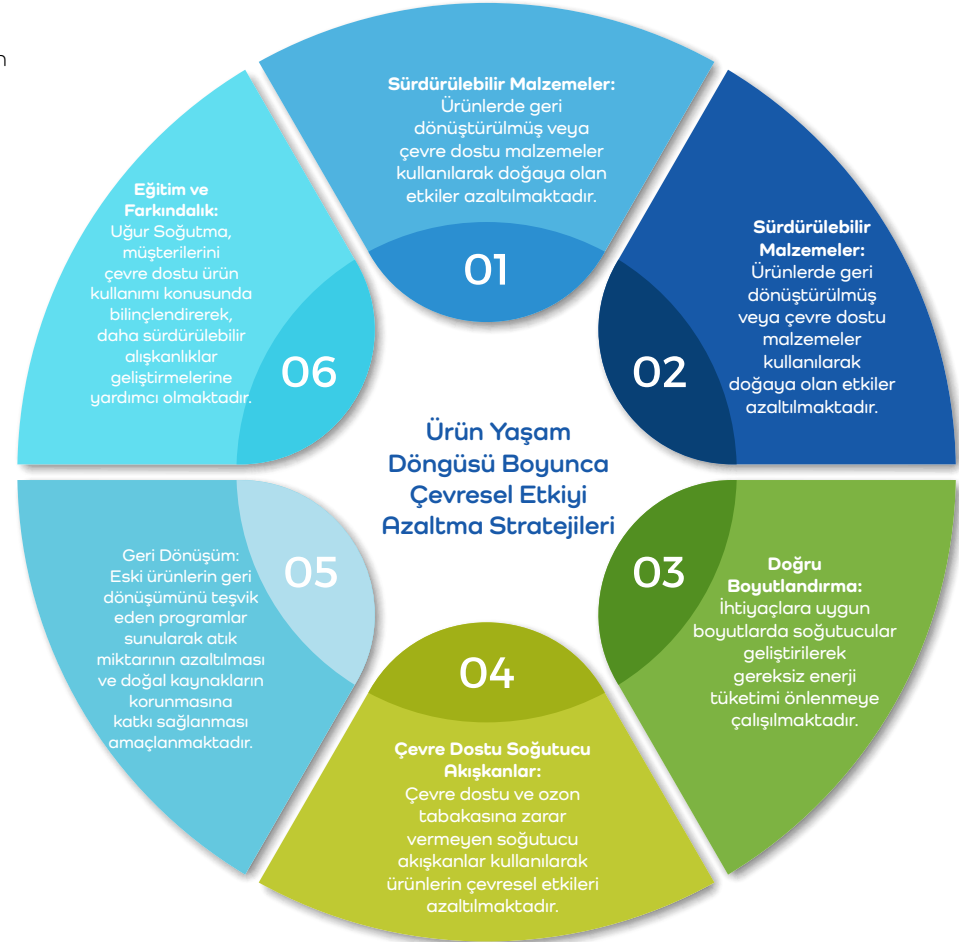 n
Sürdürülebilir Malzemeler:
Ürünlerde geri
dönüştürülmüş veya
çevre dostu malzemeler
kullanılarak doğaya olan
etkiler azaltılmaktadır.
01
Sürdürülebilir
Malzemeler:
Ürünlerde geri
dönüştürülmüş
veya çevre dostu
malzemeler
kullanılarak
doğaya olan etkiler
azaltılmaktadır.
02
Doğru
Boyutlandırma:
İhtiyaçlara uygun
boyutlarda soğutucular
geliştirilerek
gereksiz enerji
tüketimi önlenmeye
çalışılmaktadır.
03
04
Çevre Dostu Soğutucu
Akışkanlar:
Çevre dostu ve ozon
tabakasına zarar
vermeyen soğutucu
akışkanlar kullanılarak
ürünlerin çevresel etkileri
azaltılmaktadır.
05
Geri Dönüşüm:
Eski ürünlerin geri
dönüşümünü teşvik
eden programlar
sunularak atık
miktarının azaltılması
ve doğal kaynakların
korunmasına
katkı sağlanması
amaçlanmaktadır.
06
Eğitim ve
Farkındalık:
Uğur Soğutma,
müşterilerini
çevre dostu ürün
kullanımı konusunda
bilinçlendirerek,
daha sürdürülebilir
alışkanlıklar
geliştirmelerine
yardımcı olmaktadır.
Ürün Yaşam
Döngüsü Boyunca
Çevresel Etkiyi
Azaltma Stratejileri